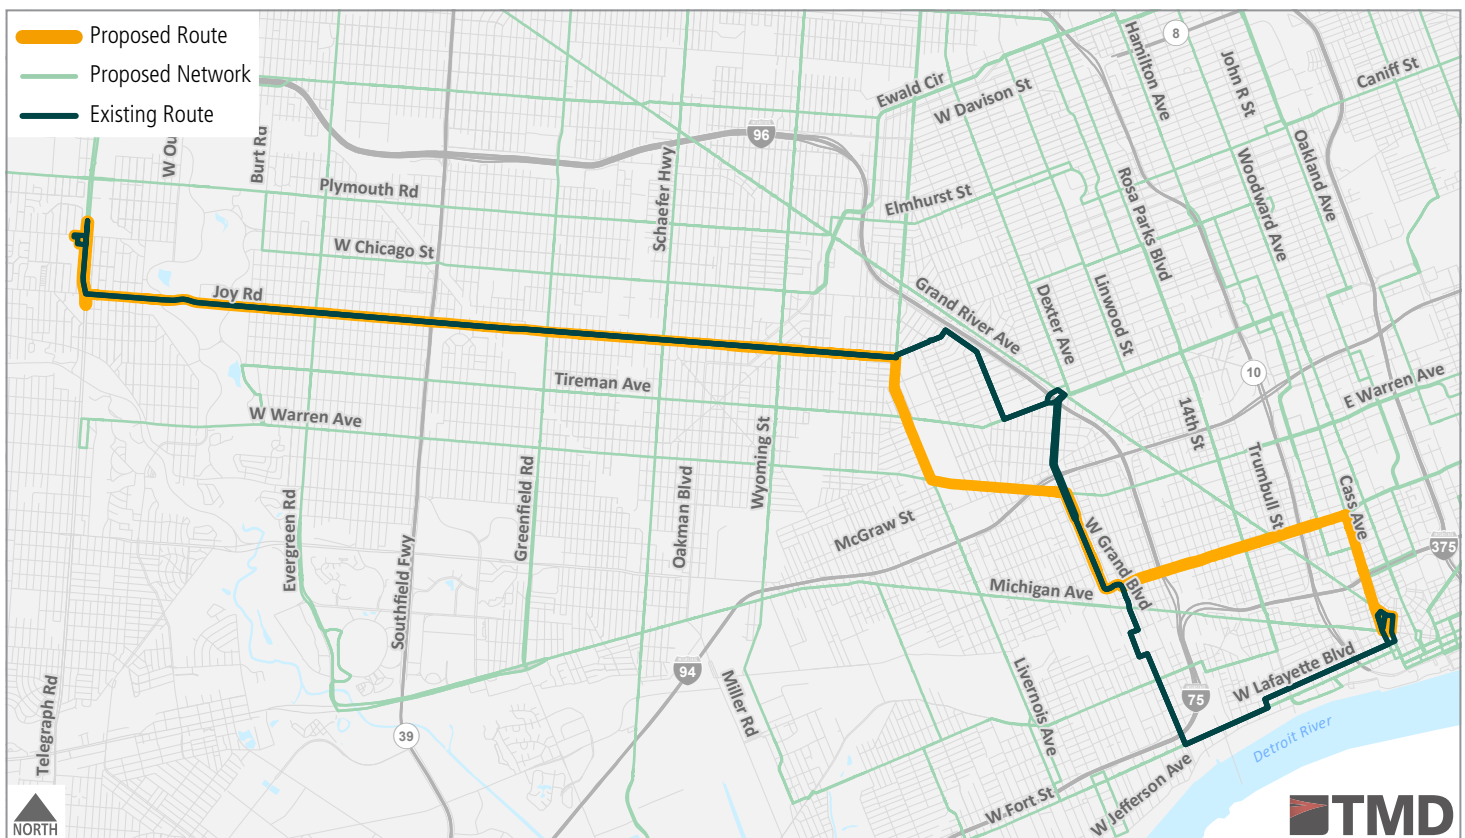 Proposed Route
Proposed Network
Existing Route
8
Hamilton Ave
John R St
Caniff St
Ewald Cir
W Davison St
96
W Ou
Burt Rd
Plymouth Rd
Schaefer Hwy
Elmhurst St
Rosa Parks Blvd
Woodward Ave
Oakland Ave
W Chicago St
Joy Rd
Grand River Ave
Dexter Ave
Linwood St
10
Tireman Ave
E Warren Ave
W Warren Ave
14th St
Wyoming St
Trumbull St
Cass Ave
Evergreen Rd
Greenfield Rd
Oakman Blvd
McGraw St
W Grand Blvd
375
Southfield Fwy
Michigan Ave
94
Livernois Ave
W Lafayette Blvd
75
Telegraph Rd
39
Miller Rd
Detroit River
W Fort St
W Jefferson Ave
NORTH
TMD